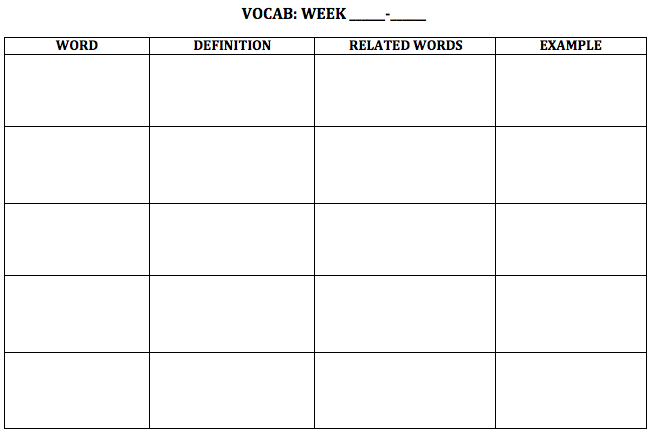 VOCAB: WEEK _____-_____
WORD DEFINITION RELATED WORDS EXAMPLE